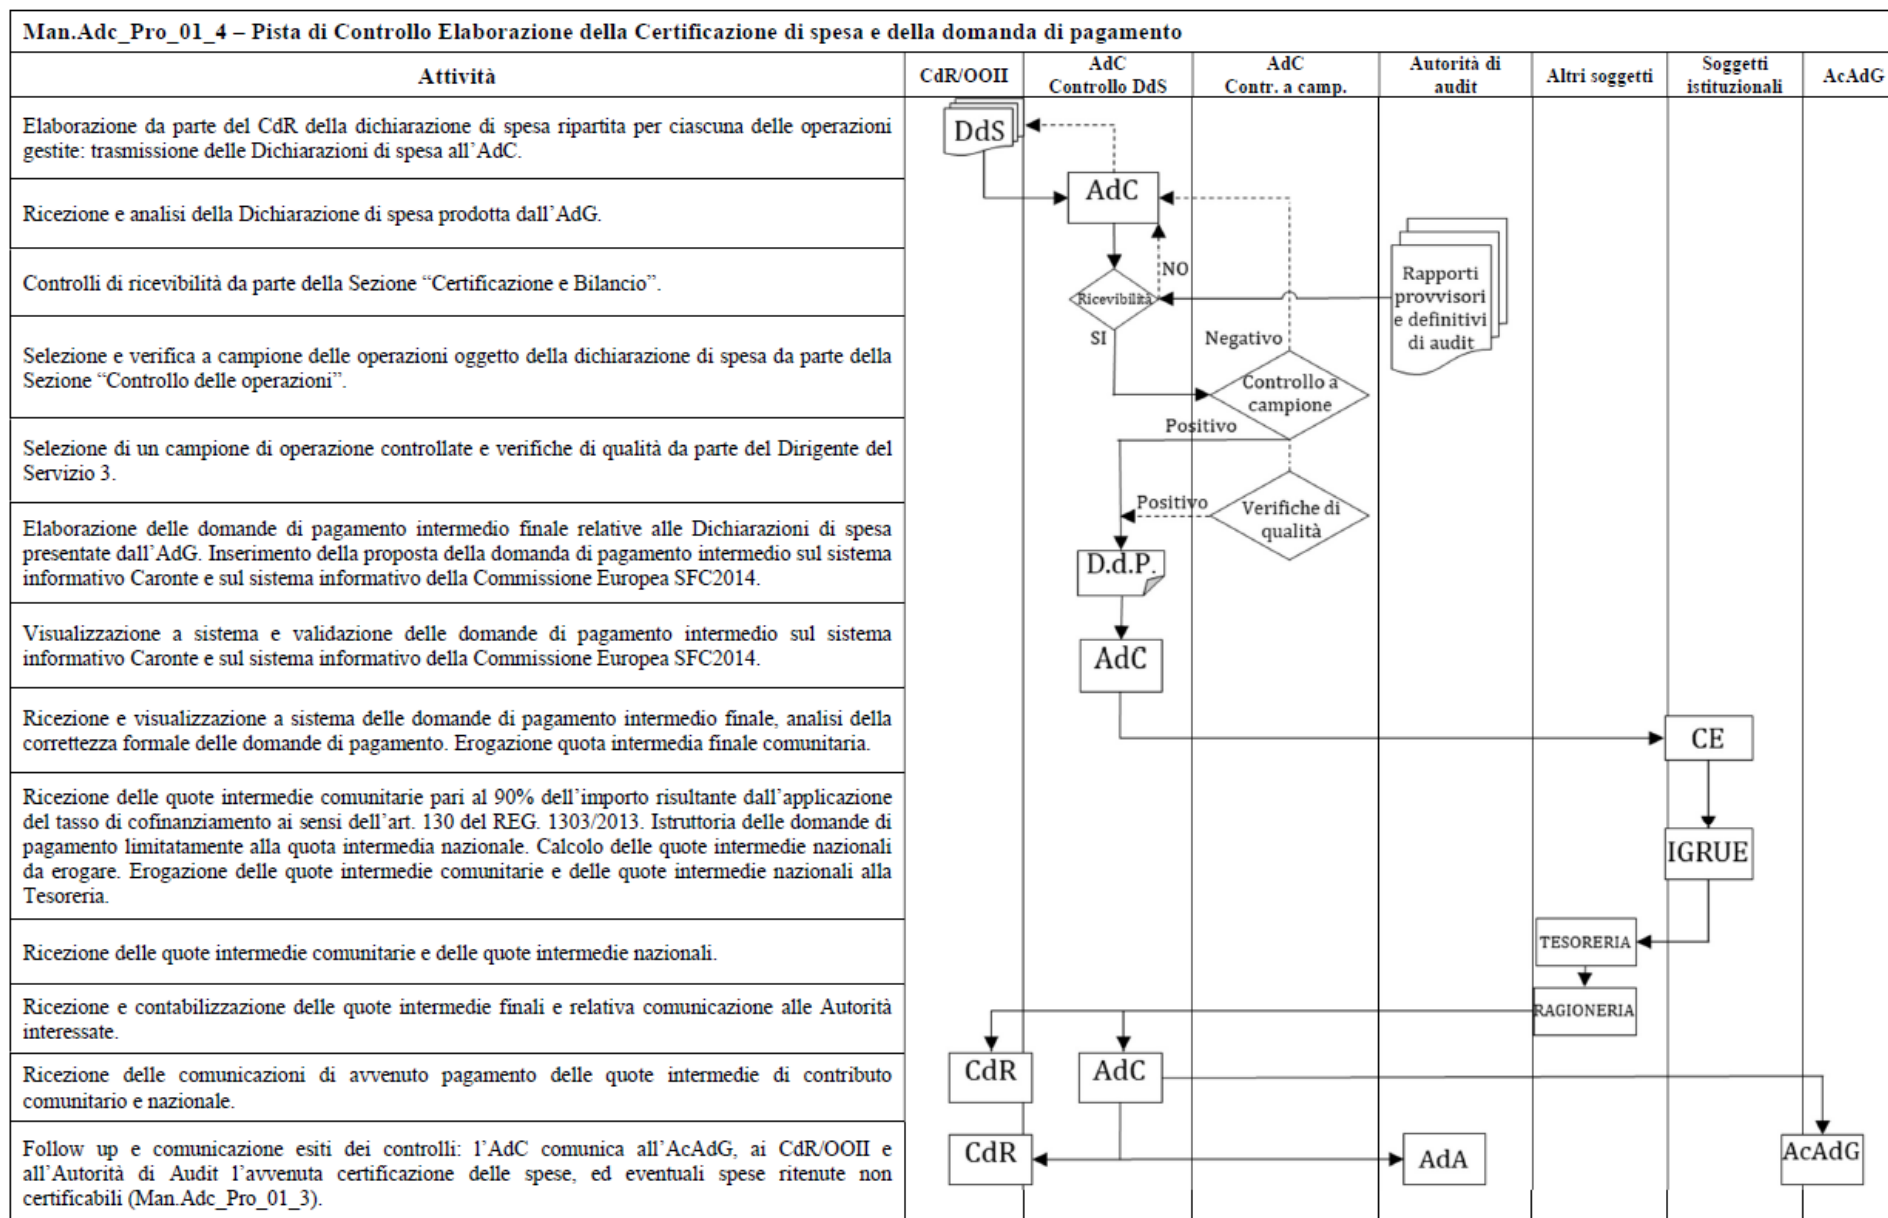 Man.Adc_Pro_01_4 – Pista di Controllo Elaborazione della Certificazione di spesa e della domanda di pagamento
Attività
CdR/OOII
AdC
Controllo DdS
AdC
Contr. a camp.
Autorità di
audit
Altri soggetti
Soggetti
istituzionali
AcAdG
Elaborazione da parte del CdR della dichiarazione di spesa ripartita per ciascuna delle operazioni
gestite: trasmissione delle Dichiarazioni di spesa all'AdC.
DdS
Ricezione e analisi della Dichiarazione di spesa prodotta dall'AdG.
AdC
Controlli di ricevibilità da parte della Sezione "Certificazione e Bilancio".
NO
Ricevibilità
SI
Rapporti
provvisori
e definitivi
di audit
Selezione e verifica a campione delle operazioni oggetto della dichiarazione di spesa da parte della
Sezione "Controllo delle operazioni".
Negativo
Controllo a
campione
Positivo
Selezione di un campione di operazione controllate e verifiche di qualità da parte del Dirigente del
Servizio 3.
Positivo
Verifiche di
qualità
Elaborazione delle domande di pagamento intermedio finale relative alle Dichiarazioni di spesa
presentate dall'AdG. Inserimento della proposta della domanda di pagamento intermedio sul sistema
informativo Caronte e sul sistema informativo della Commissione Europea SFC2014.
D.d.P.
Visualizzazione a sistema e validazione delle domande di pagamento intermedio sul sistema
informativo Caronte e sul sistema informativo della Commissione Europea SFC2014.
AdC
Ricezione e visualizzazione a sistema delle domande di pagamento intermedio finale, analisi della
correttezza formale delle domande di pagamento. Erogazione quota intermedia finale comunitaria.
CE
Ricezione delle quote intermedie comunitarie pari al 90% dell'importo risultante dall'applicazione
del tasso di cofinanziamento ai sensi dell'art. 130 del REG. 1303/2013. Istruttoria delle domande di
pagamento limitatamente alla quota intermedia nazionale. Calcolo delle quote intermedie nazionali
da erogare. Erogazione delle quote intermedie comunitarie e delle quote intermedie nazionali alla
Tesoreria.
IGRUE
Ricezione delle quote intermedie comunitarie e delle quote intermedie nazionali.
TESORERIA
Ricezione e contabilizzazione delle quote intermedie finali e relativa comunicazione alle Autorità
interessate.
RAGIONERIA
Ricezione delle comunicazioni di avvenuto pagamento delle quote intermedie di contributo
comunitario e nazionale.
CdR
AdC
Follow up e comunicazione esiti dei controlli: l'AdC comunica all'AcAdG, ai CdR/OOII e
all'Autorità di Audit l'avvenuta certificazione delle spese, ed eventuali spese ritenute non
certificabili (Man.Adc_Pro_01_3).
CdR
AdA
AcAdG